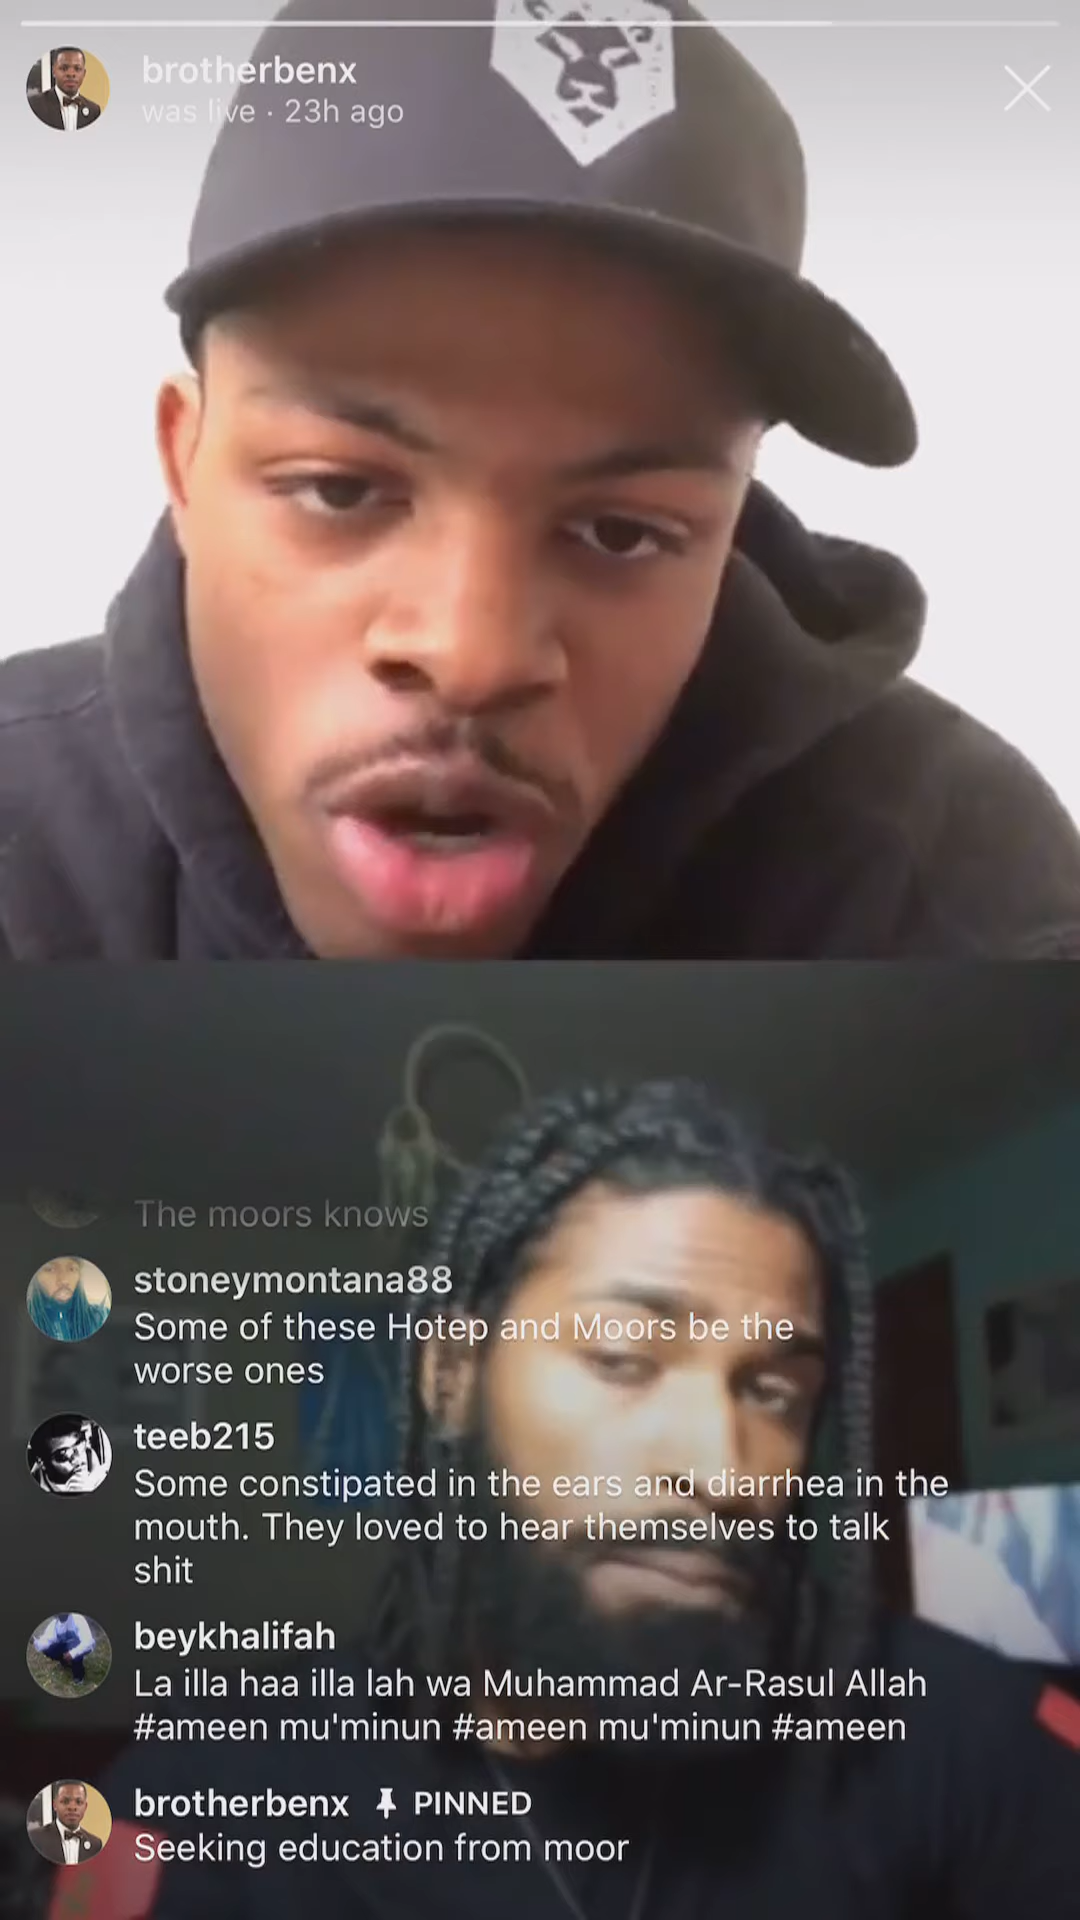 brotherbenx
was live · 23h ago
The moors knows
stoneymontana88
Some of these Hotep and Moors be the
worse ones
teeb215
Some constipated in the ears and diarrhea in the
mouth. They loved to hear themselves to talk
shit
beykhalifah
La illa haa illa lah wa Muhammad Ar-Rasul Allah
#ameen mu'minun #ameen mu'minun #ameen
brotherbenx PINNED
Seeking education from moor